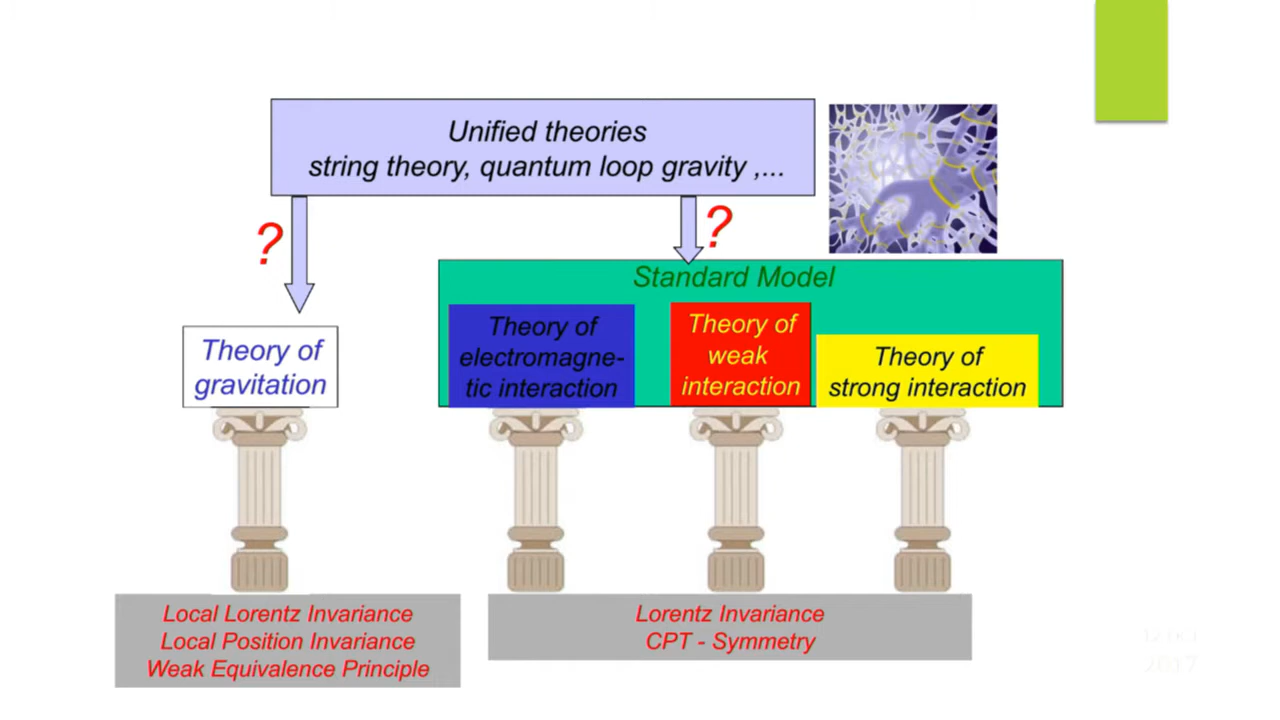 Unified theories
string theory, quantum loop gravity ,...
?
?
Standard Model
Theory of
gravitation
Theory of
electromagne-
tic interaction
Theory of
weak
interaction
Theory of
strong interaction
Local Lorentz Invariance
Local Position Invariance
Weak Equivalence Principle
Lorentz Invariance
CPT - Symmetry
2017